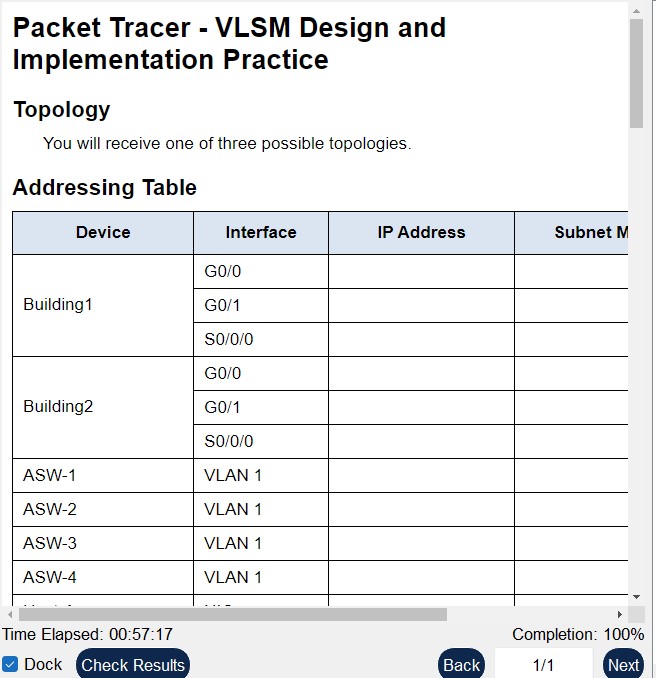 Packet Tracer - VLSM Design and
Implementation Practice
Topology
You will receive one of three possible topologies.
Addressing Table
Device Interface IP Address Subnet M
Building1 G0/0
G0/1
S0/0/0
Building2 G0/0
G0/1
S0/0/0
ASW-1 VLAN 1
ASW-2 VLAN 1
ASW-3 VLAN 1
ASW-4 VLAN 1
Time Elapsed: 00:57:17 Completion: 100%
Dock Check Results Back 1/1 Next